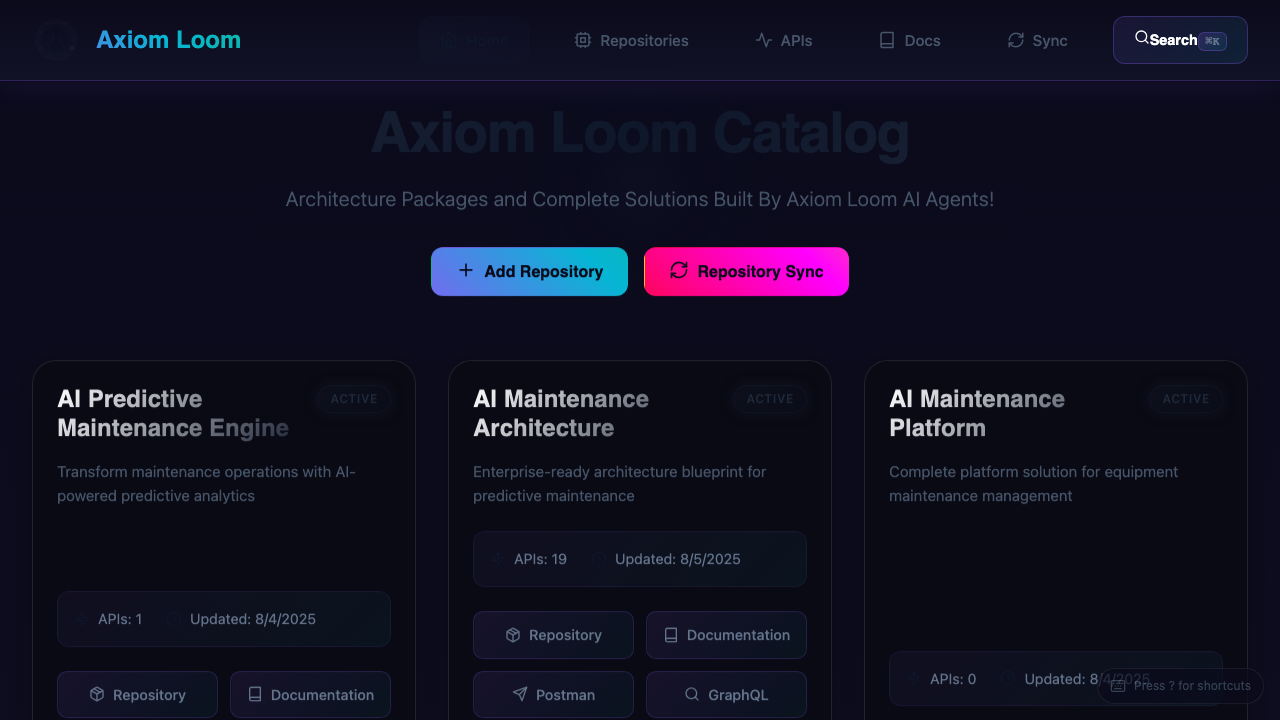 Axiom Loom
Home
Repositories
APIs
Docs
Sync
Search ⌘K
Axiom Loom Catalog
Architecture Packages and Complete Solutions Built By Axiom Loom AI Agents!
Add Repository
Repository Sync
AI Predictive
Maintenance Engine
ACTIVE
Transform maintenance operations with AI-
powered predictive analytics
APIs: 1
Updated: 8/4/2025
Repository
Documentation
AI Maintenance
Architecture
ACTIVE
Enterprise-ready architecture blueprint for
predictive maintenance
APIs: 19
Updated: 8/5/2025
Repository
Documentation
Postman
GraphQL
AI Maintenance
Platform
ACTIVE
Complete platform solution for equipment
maintenance management
APIs: 0
Updated: 8/4/2025
Press ? for shortcuts